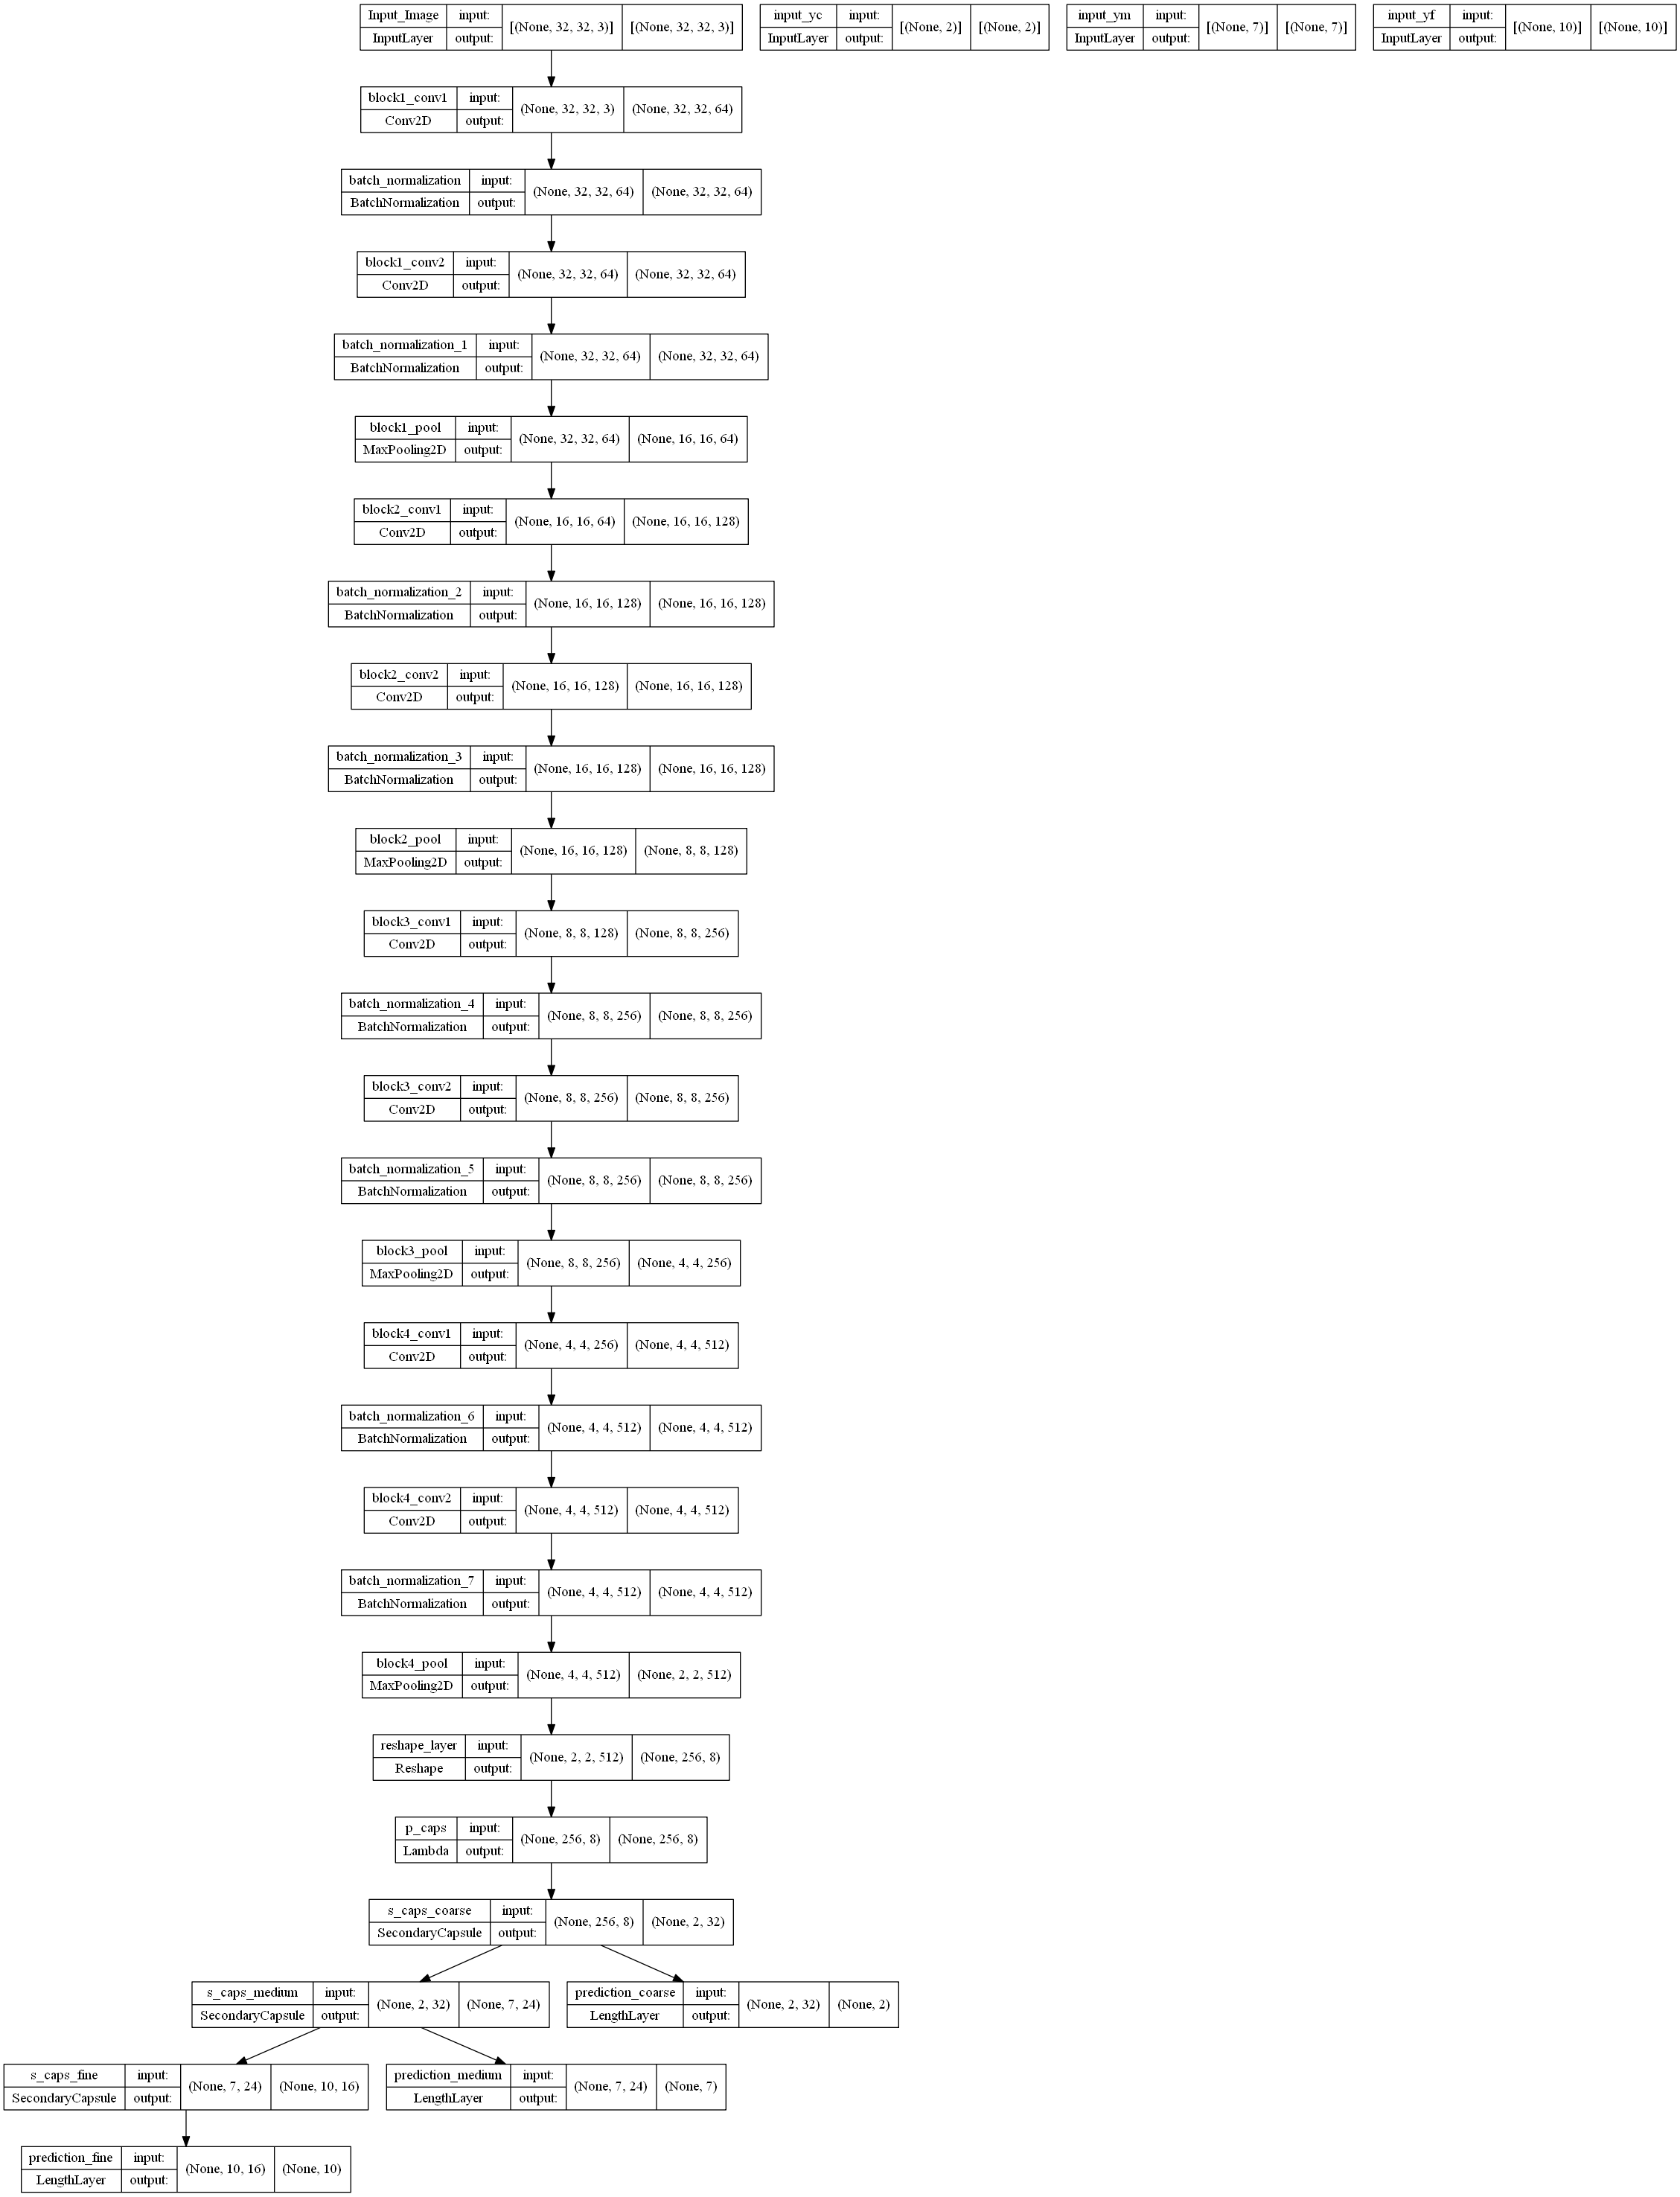 Input_Image input: [(None, 32, 32, 3)] [(None, 32, 32, 3)]
InputLayer output:
input_yc input: [(None, 2)] [(None, 2)]
InputLayer output:
input_ym input: [(None, 7)] [(None, 7)]
InputLayer output:
input_yf input: [(None, 10)] [(None, 10)]
InputLayer output:
block1_conv1 input: (None, 32, 32, 3) (None, 32, 32, 64)
Conv2D output:
batch_normalization input: (None, 32, 32, 64) (None, 32, 32, 64)
BatchNormalization output:
block1_conv2 input: (None, 32, 32, 64) (None, 32, 32, 64)
Conv2D output:
batch_normalization_1 input: (None, 32, 32, 64) (None, 32, 32, 64)
BatchNormalization output:
block1_pool input: (None, 32, 32, 64) (None, 16, 16, 64)
MaxPooling2D output:
block2_conv1 input: (None, 16, 16, 64) (None, 16, 16, 128)
Conv2D output:
batch_normalization_2 input: (None, 16, 16, 128) (None, 16, 16, 128)
BatchNormalization output:
block2_conv2 input: (None, 16, 16, 128) (None, 16, 16, 128)
Conv2D output:
batch_normalization_3 input: (None, 16, 16, 128) (None, 16, 16, 128)
BatchNormalization output:
block2_pool input: (None, 16, 16, 128) (None, 8, 8, 128)
MaxPooling2D output:
block3_conv1 input: (None, 8, 8, 128) (None, 8, 8, 256)
Conv2D output:
batch_normalization_4 input: (None, 8, 8, 256) (None, 8, 8, 256)
BatchNormalization output:
block3_conv2 input: (None, 8, 8, 256) (None, 8, 8, 256)
Conv2D output:
batch_normalization_5 input: (None, 8, 8, 256) (None, 8, 8, 256)
BatchNormalization output:
block3_pool input: (None, 8, 8, 256) (None, 4, 4, 256)
MaxPooling2D output:
block4_conv1 input: (None, 4, 4, 256) (None, 4, 4, 512)
Conv2D output:
batch_normalization_6 input: (None, 4, 4, 512) (None, 4, 4, 512)
BatchNormalization output:
block4_conv2 input: (None, 4, 4, 512) (None, 4, 4, 512)
Conv2D output:
batch_normalization_7 input: (None, 4, 4, 512) (None, 4, 4, 512)
BatchNormalization output:
block4_pool input: (None, 4, 4, 512) (None, 2, 2, 512)
MaxPooling2D output:
reshape_layer input: (None, 2, 2, 512) (None, 256, 8)
Reshape output:
p_caps input: (None, 256, 8) (None, 256, 8)
Lambda output:
s_caps_coarse input: (None, 256, 8) (None, 2, 32)
SecondaryCapsule output:
s_caps_medium input: (None, 2, 32) (None, 7, 24)
SecondaryCapsule output:
prediction_coarse input: (None, 2, 32) (None, 2)
LengthLayer output:
s_caps_fine input: (None, 7, 24) (None, 10, 16)
SecondaryCapsule output:
prediction_medium input: (None, 7, 24) (None, 7)
LengthLayer output:
prediction_fine input: (None, 10, 16) (None, 10)
LengthLayer output: